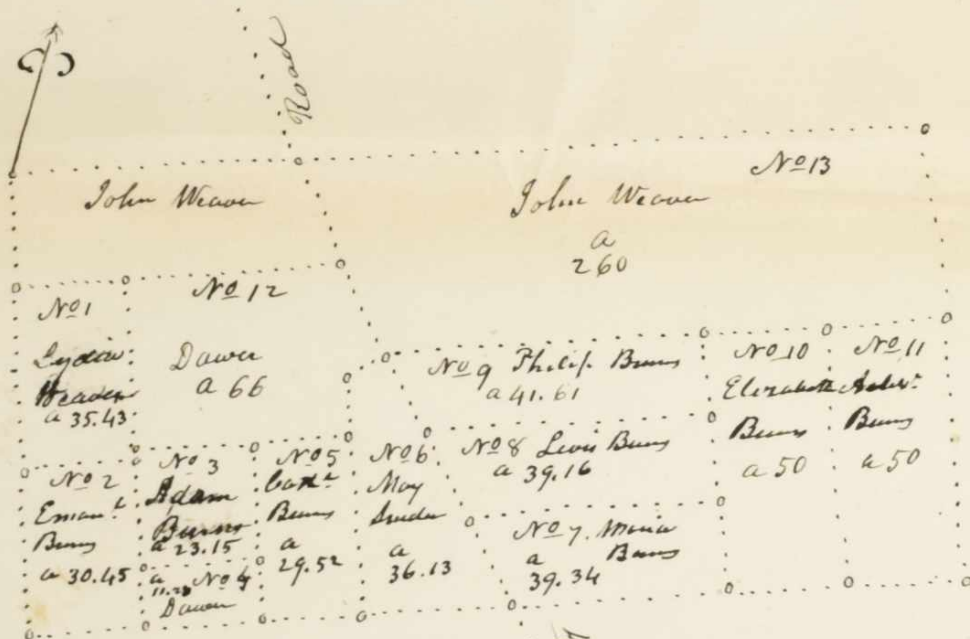 Road
John Weaver
No 13
John Weaver
a
260
No 1
Lydia
Weaver
a 35.43
No 12
Dower
a 66
No 9 Philip Burns
a 41.61
No 10
Elizabeth
Burns
a 50
No 11
Burns
a 50
No 2
Eman l
Burns
a 30.45
No 3
Adam
Burns
a 23.15
a No 4
Dower
No 5
Burns
a
29.52
No 6
May
a
36.13
No 8 Levi Burns
a 39.16
No 7. Maria
a Burns
39.34